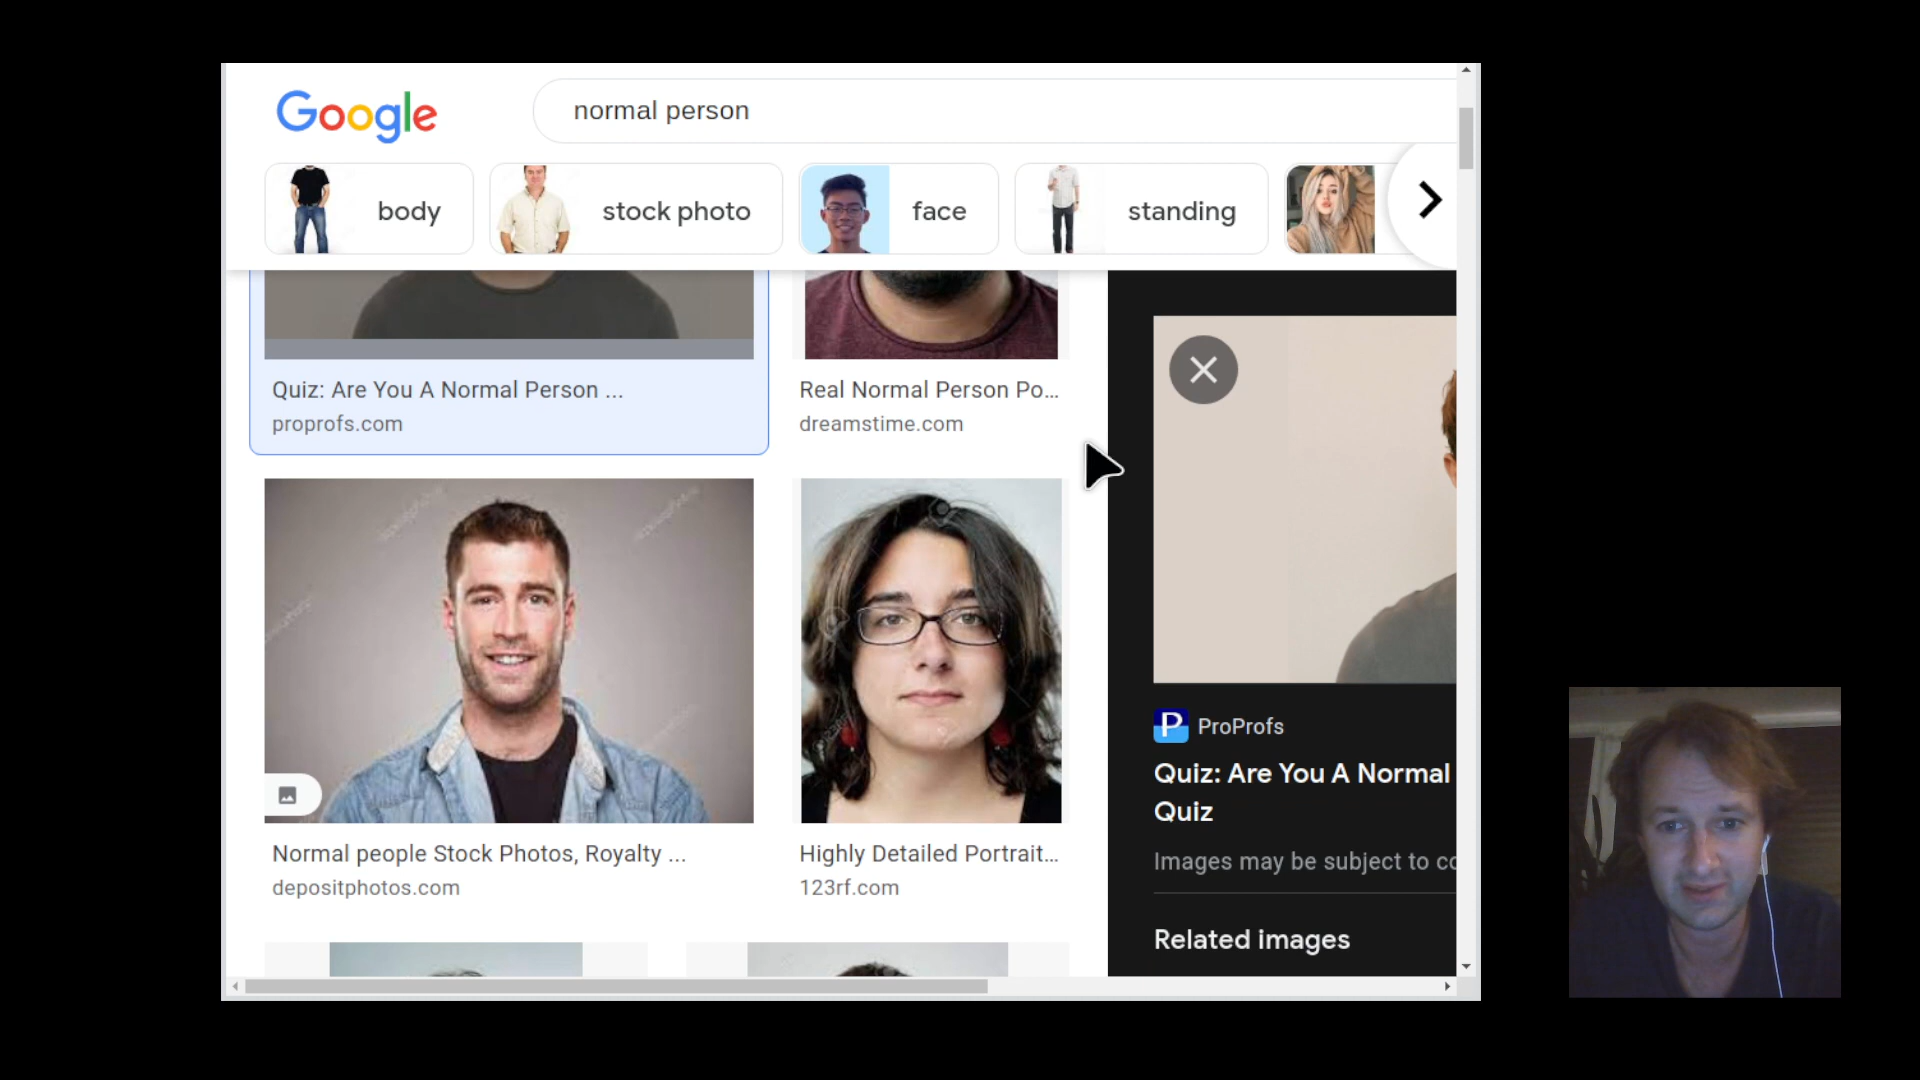 Google
normal person
body
stock photo
face
standing
Quiz: Are You A Normal Person ...
proprofs.com
Real Normal Person Po...
dreamstime.com
Normal people Stock Photos, Royalty ...
depositphotos.com
Highly Detailed Portrait...
123rf.com
P ProProfs
Quiz: Are You A Normal
Quiz
Images may be subject to co
Related images